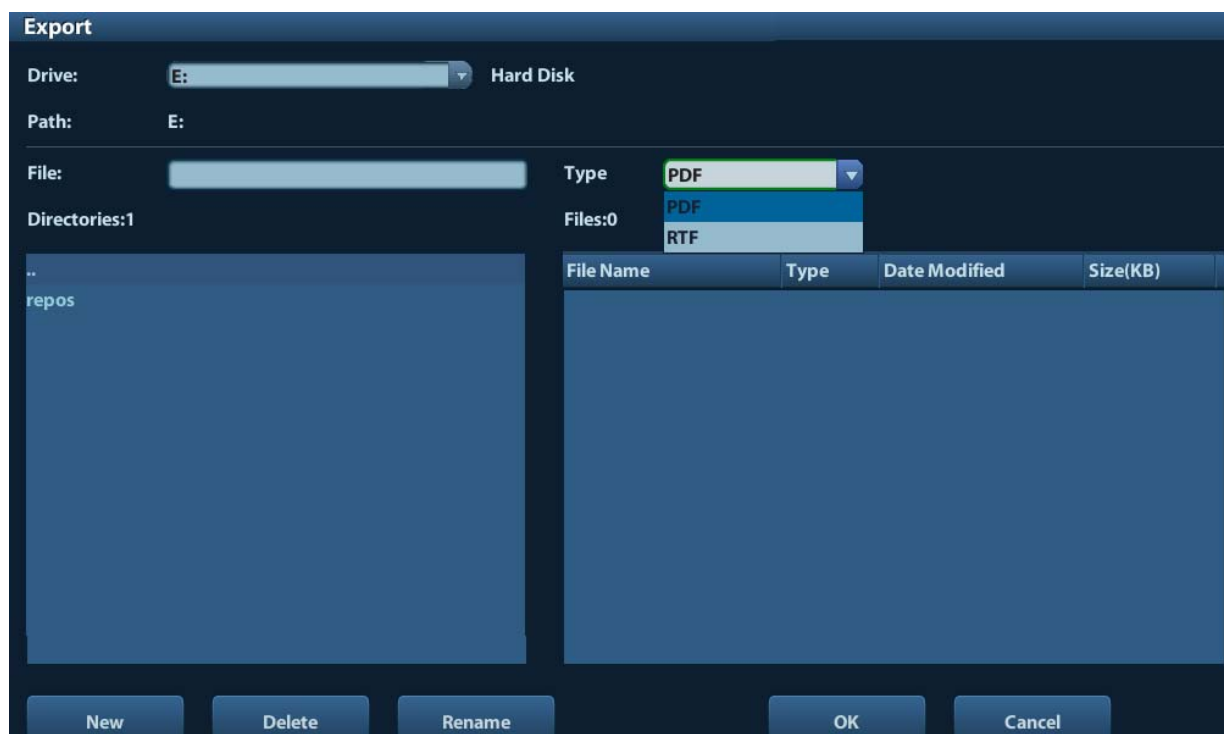 Export
Drive: E: Hard Disk
Path: E:
File: Type PDF
Directories:1 Files:0 PDF
RTF
.. File Name Type Date Modified Size(KB)
repos
New Delete Rename OK Cancel